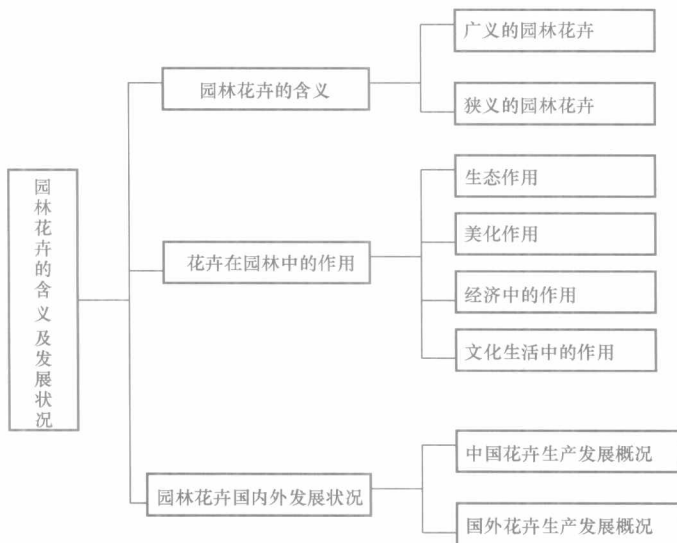 园林花卉的含义及发展状况
园林花卉的含义
广义的园林花卉
狭义的园林花卉
花卉在园林中的作用
生态作用
美化作用
经济中的作用
文化生活中的作用
园林花卉国内外发展状况
中国花卉生产发展概况
国外花卉生产发展概况